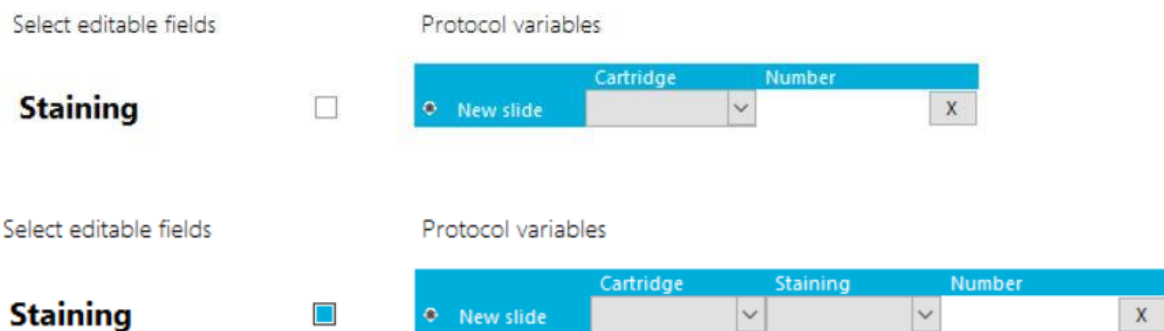 Select editable fields
Protocol variables
Cartridge Number
Staining
New slide
X
Select editable fields
Protocol variables
Cartridge Staining Number
Staining
New slide
X